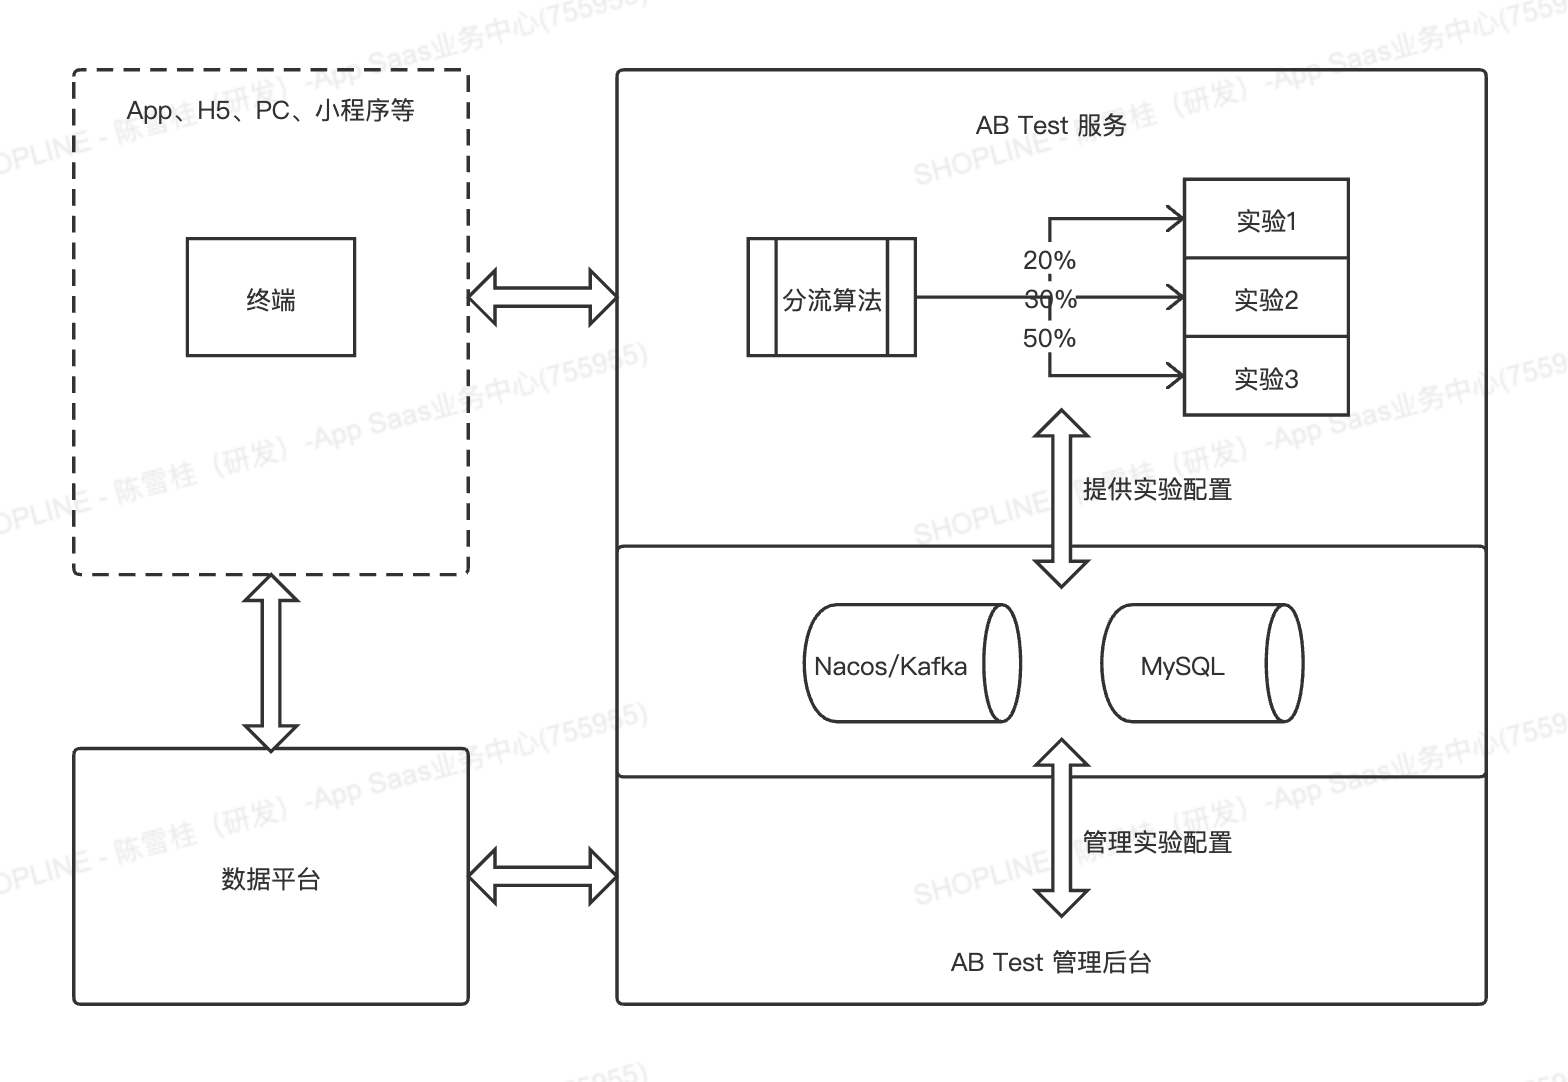 App、H5、PC、小程序等
终端
AB Test 服务
分流算法
20%
30%
50%
实验1
实验2
实验3
提供实验配置
Nacos/Kafka
MySQL
管理实验配置
数据平台
AB Test 管理后台
SHOPLINE - 陈雪桂（研发）-App Saas业务中心(755955)